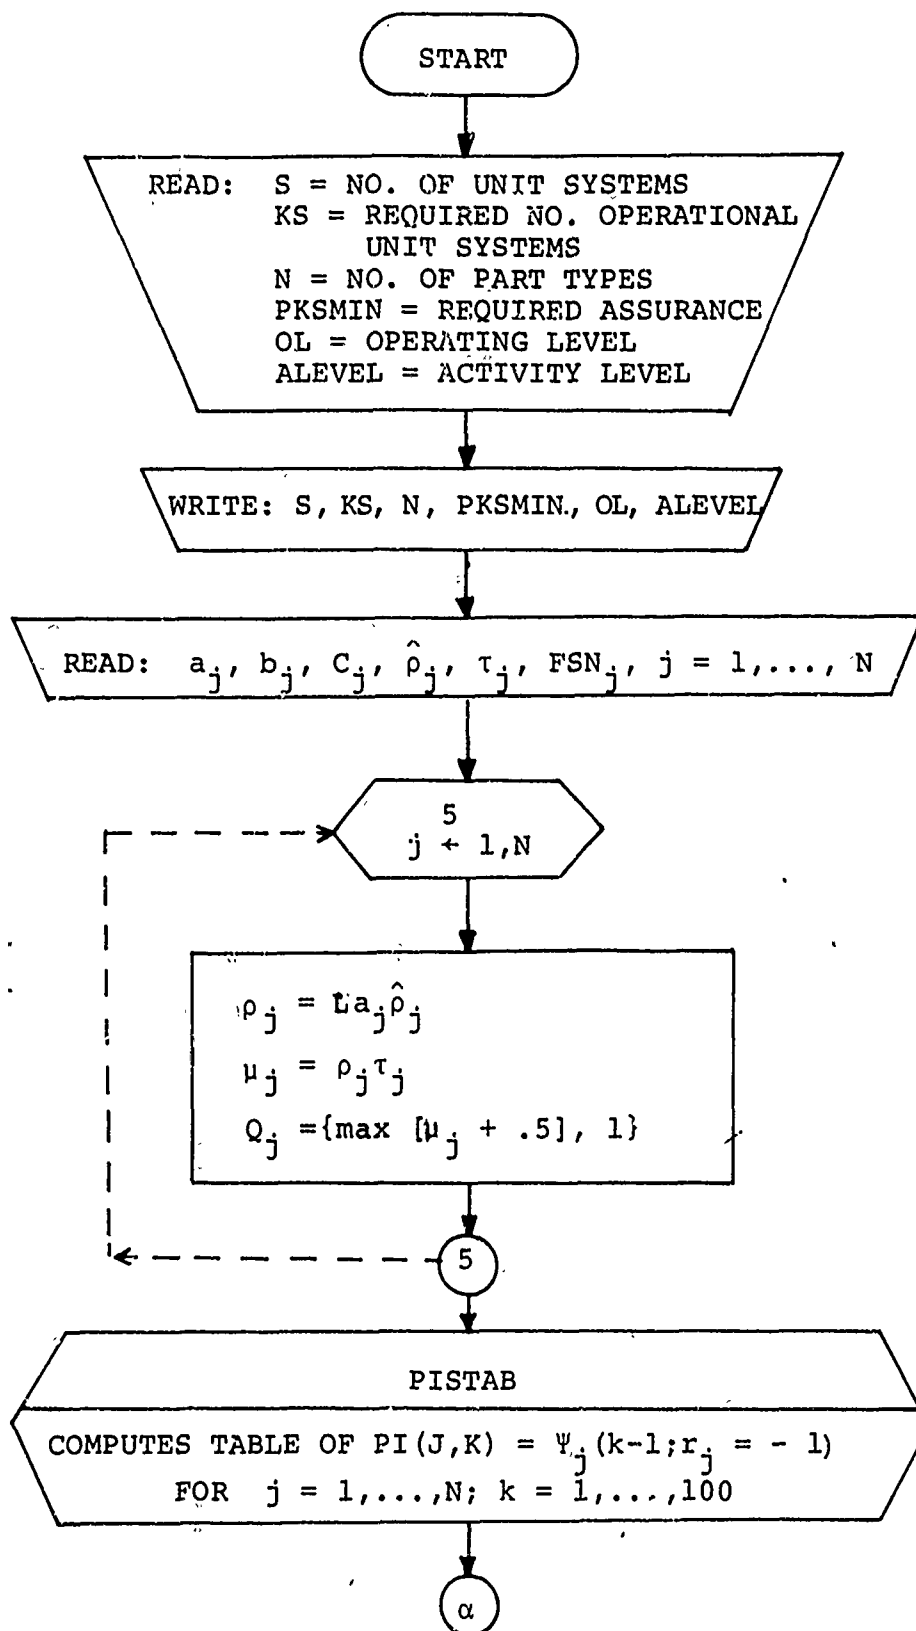 START
READ: S = NO. OF UNIT SYSTEMS
KS = REQUIRED NO. OPERATIONAL
UNIT SYSTEMS
N = NO. OF PART TYPES
PKSMIN = REQUIRED ASSURANCE
OL = OPERATING LEVEL
ALEVEL = ACTIVITY LEVEL
WRITE: S, KS, N, PKSMIN, OL, ALEVEL
READ: a_j, b_j, C_j, ρ̂_j, τ_j, FSN_j, j = 1,..., N
5
j ← 1,N
ρ_j = L a_j ρ̂_j
μ_j = ρ_j τ_j
Q_j ={max [μ_j + .5], 1}
5
PISTAB
COMPUTES TABLE OF PI(J,K) = Ψ_j(k-1;r_j = - 1)
FOR j = 1,...,N; k = 1,...,100
α